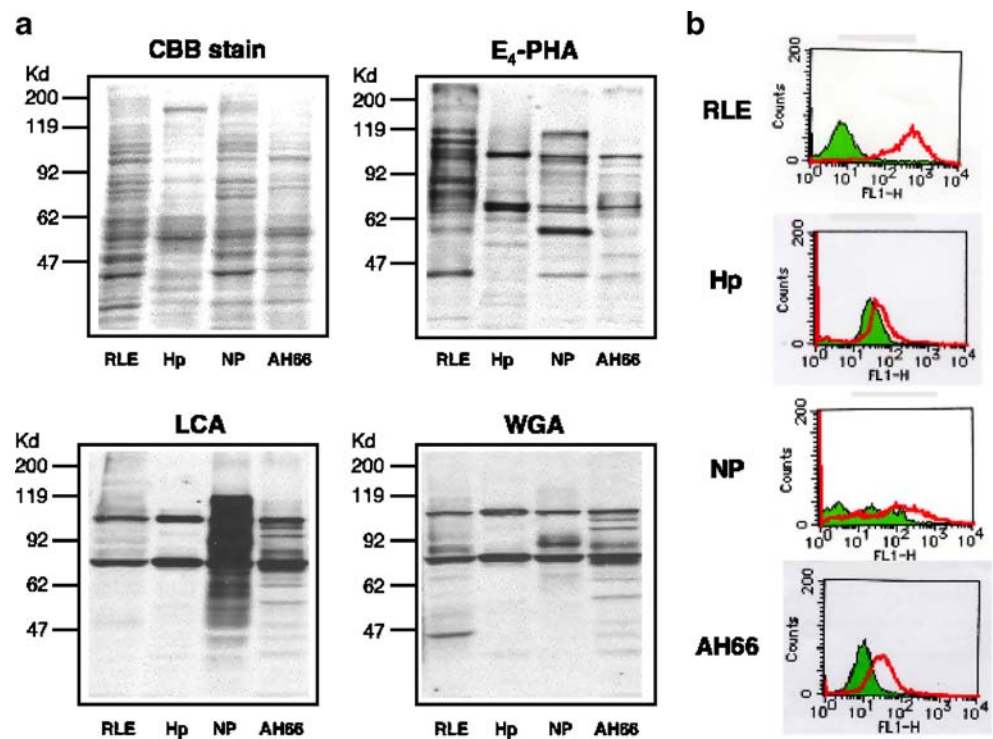 a
CBB stain
Kd
200
119
92
62
47
RLE Hp NP AH66
E4-PHA
Kd
200
119
92
62
47
RLE Hp NP AH66
LCA
Kd
200
119
92
62
47
RLE Hp NP AH66
WGA
Kd
200
119
92
62
47
RLE Hp NP AH66
b
RLE
200
Counts
0
10^0 10^1 10^2 10^3 10^4
FL1-H
Hp
200
Counts
0
10^0 10^1 10^2 10^3 10^4
FL1-H
NP
200
Counts
0
10^0 10^1 10^2 10^3 10^4
FL1-H
AH66
200
Counts
0
10^0 10^1 10^2 10^3 10^4
FL1-H